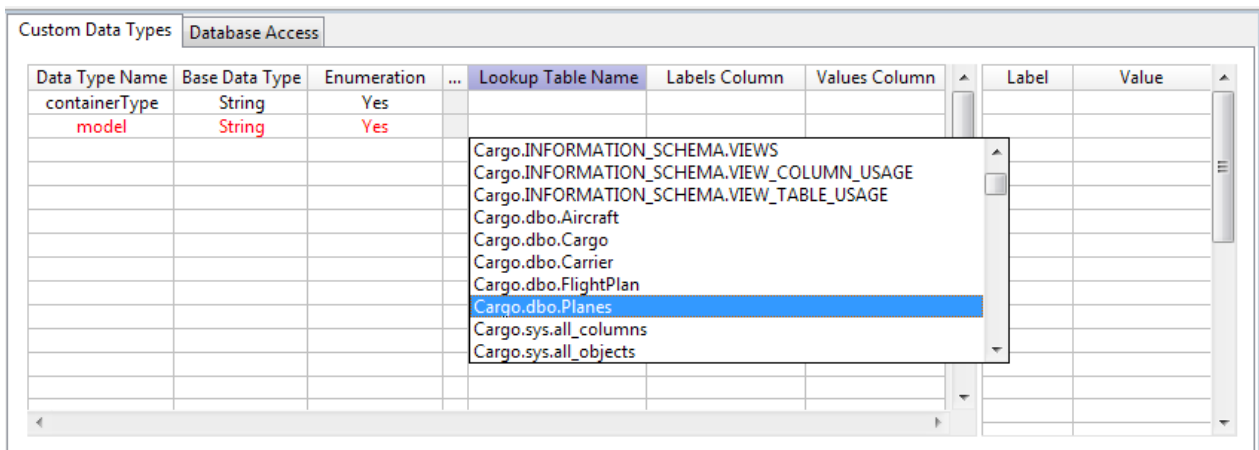 Custom Data Types Database Access
Data Type Name Base Data Type Enumeration ... Lookup Table Name Labels Column Values Column Label Value
containerType String Yes
model String Yes
Cargo.INFORMATION_SCHEMA.VIEWS
Cargo.INFORMATION_SCHEMA.VIEW_COLUMN_USAGE
Cargo.INFORMATION_SCHEMA.VIEW_TABLE_USAGE
Cargo.dbo.Aircraft
Cargo.dbo.Cargo
Cargo.dbo.Carrier
Cargo.dbo.FlightPlan
Cargo.dbo.Planes
Cargo.sys.all_columns
Cargo.sys.all_objects